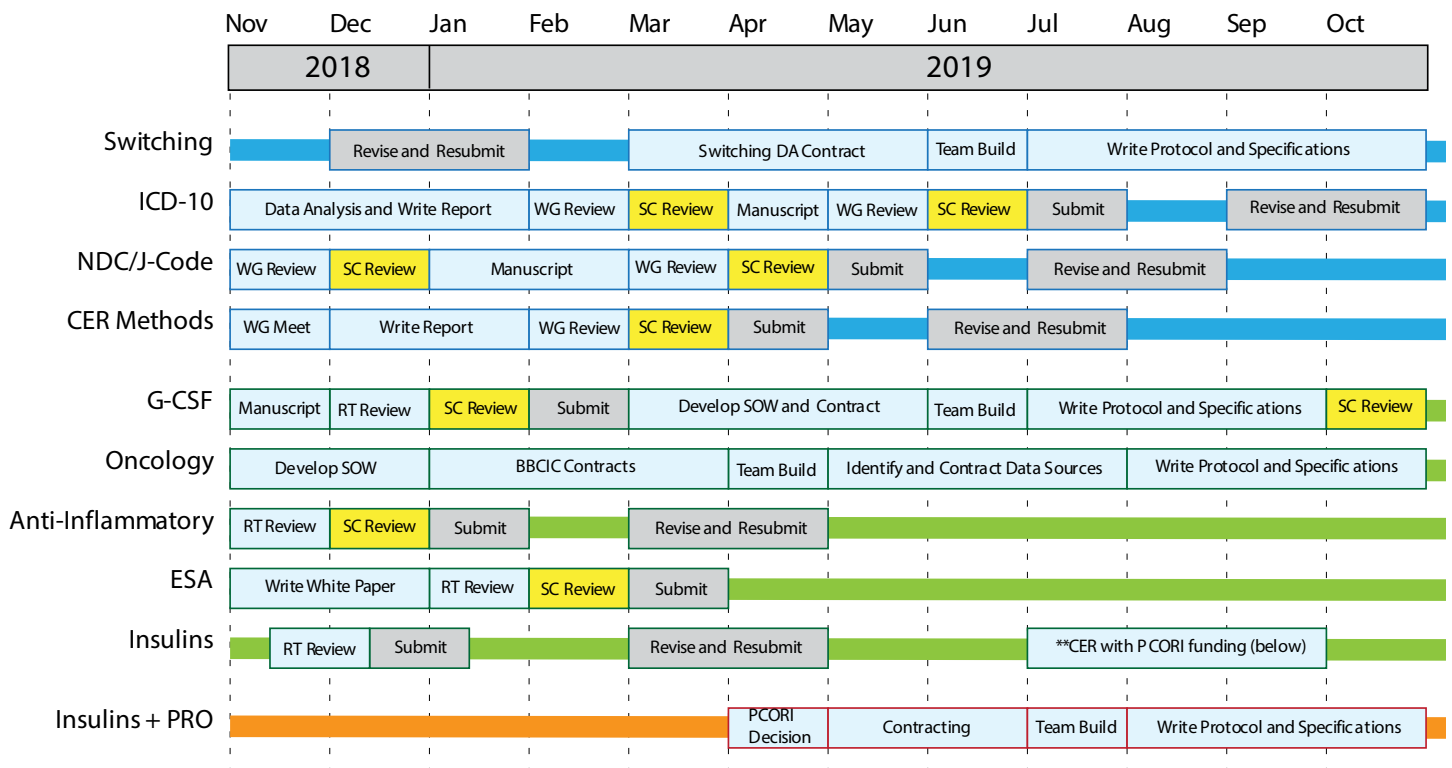 Nov Dec Jan Feb Mar Apr May Jun Jul Aug Sep Oct
2018 2019
Switching Revise and Resubmit Switching DA Contract Team Build Write Protocol and Specifications
ICD-10 Data Analysis and Write Report WG Review SC Review Manuscript WG Review SC Review Submit Revise and Resubmit
NDC/J-Code WG Review SC Review Manuscript WG Review SC Review Submit Revise and Resubmit
CER Methods WG Meet Write Report WG Review SC Review Submit Revise and Resubmit
G-CSF Manuscript RT Review SC Review Submit Develop SOW and Contract Team Build Write Protocol and Specifications SC Review
Oncology Develop SOW BBCIC Contracts Team Build Identify and Contract Data Sources Write Protocol and Specifications
Anti-Inflammatory RT Review SC Review Submit Revise and Resubmit
ESA Write White Paper RT Review SC Review Submit
Insulins RT Review Submit Revise and Resubmit **CER with PCORI funding (below)
Insulins + PRO PCORI Decision Contracting Team Build Write Protocol and Specifications